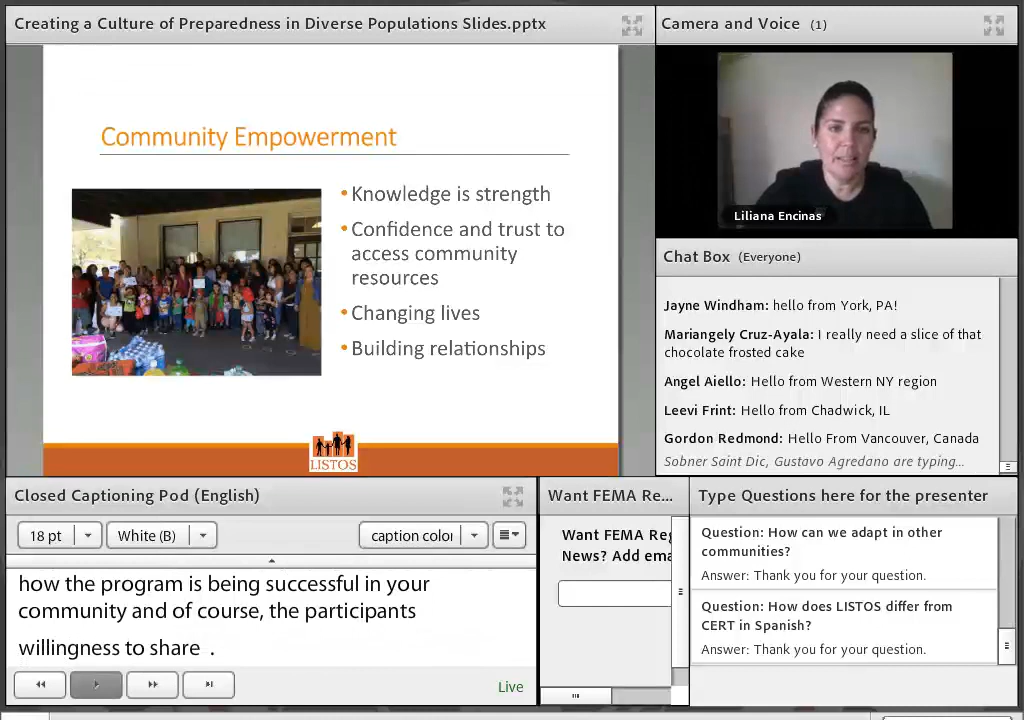 Creating a Culture of Preparedness in Diverse Populations Slides.pptx
Community Empowerment
•Knowledge is strength
•Confidence and trust to
access community
resources
•Changing lives
•Building relationships
LISTOS
Camera and Voice (1)
Liliana Encinas
Chat Box (Everyone)
Jayne Windham: hello from York, PA!
Mariangely Cruz-Ayala: I really need a slice of that
chocolate frosted cake
Angel Aiello: Hello from Western NY region
Leevi Frint: Hello from Chadwick, IL
Gordon Redmond: Hello From Vancouver, Canada
Sobner Saint Dic, Gustavo Agredano are typing...
Closed Captioning Pod (English)
18 pt
White (B)
caption color
how the program is being successful in your
community and of course, the participants
willingness to share .
Live
Want FEMA Re...
Want FEMA Reg
News? Add ema
Type Questions here for the presenter
Question: How can we adapt in other
communities?
Answer: Thank you for your question.
Question: How does LISTOS differ from
CERT in Spanish?
Answer: Thank you for your question.